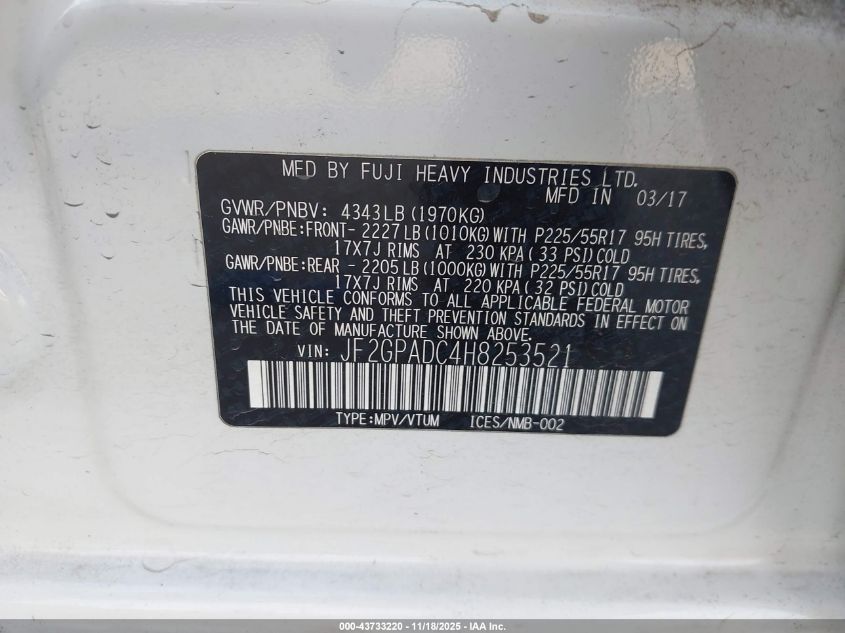 MFD BY FUJI HEAVY INDUSTRIES LTD.
MFD IN 03/17
GVWR/PNBV: 4343LB (1970KG)
GAWR/PNBE:FRONT- 2227LB (1010KG) WITH P225/55R17 95H TIRES,
17X7J RIMS AT 230 KPA (33 PSI) COLD
GAWR/PNBE:REAR - 2205LB (1000KG) WITH P225/55R17 95H TIRES,
17X7J RIMS AT 220 KPA (32 PSI) COLD
THIS VEHICLE CONFORMS TO ALL APPLICABLE FEDERAL MOTOR
VEHICLE SAFETY AND THEFT PREVENTION STANDARDS IN EFFECT ON
THE DATE OF MANUFACTURE SHOWN ABOVE.
VIN: JF2GPADC4H8253521
TYPE:MPV/VTUM ICES/NMB-002
000-43733220 - 11/18/2025 - IAA Inc.